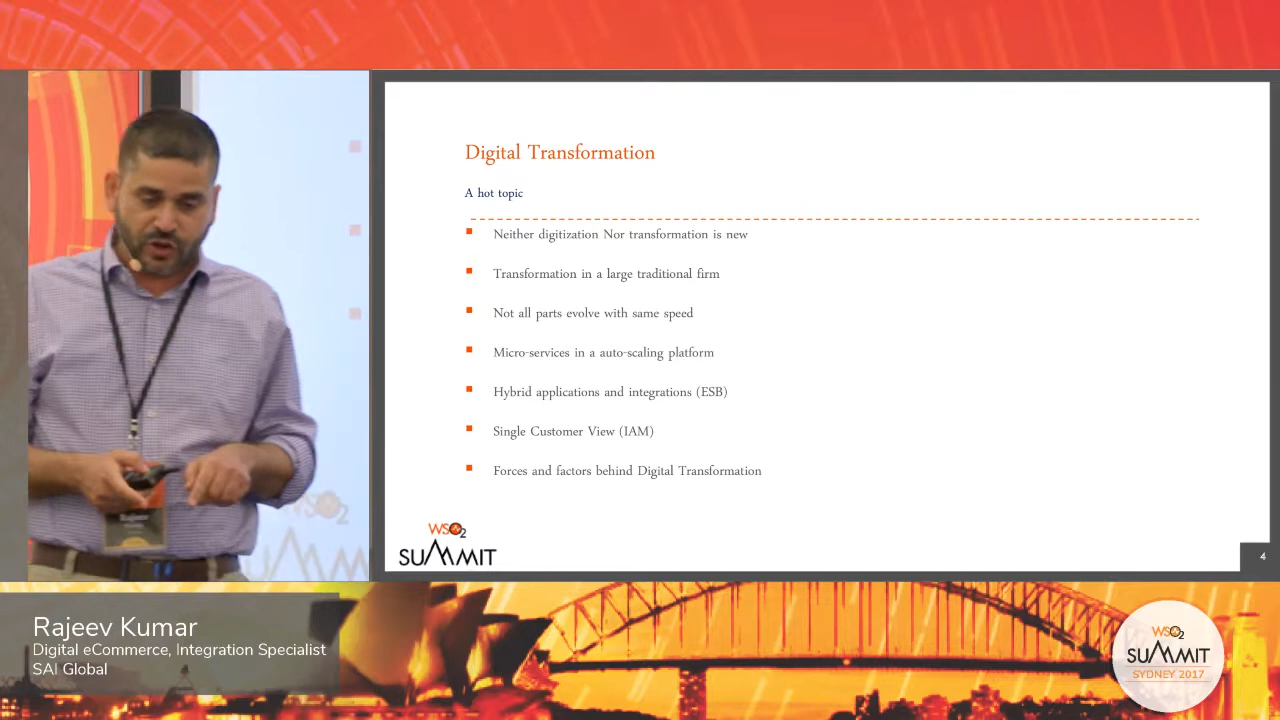 Digital Transformation
A hot topic
Neither digitization Nor transformation is new
Transformation in a large traditional firm
Not all parts evolve with same speed
Micro-services in a auto-scaling platform
Hybrid applications and integrations (ESB)
Single Customer View (IAM)
Forces and factors behind Digital Transformation
WSO2
SUMMIT
4
WSO2
Rajeev Kumar
Digital eCommerce, Integration Specialist
SAI Global
WSO2
SUMMIT
SYDNEY 2017